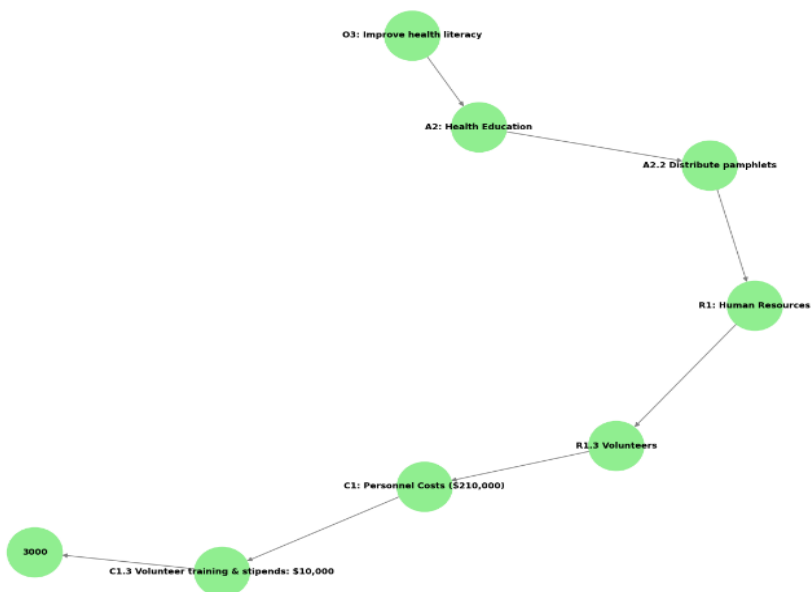 O3: Improve health literacy
A2: Health Education
A2.2 Distribute pamphlets
R1: Human Resources
R1.3 Volunteers
C1: Personnel Costs ($210,000)
3000
C1.3 Volunteer training & stipends: $10,000